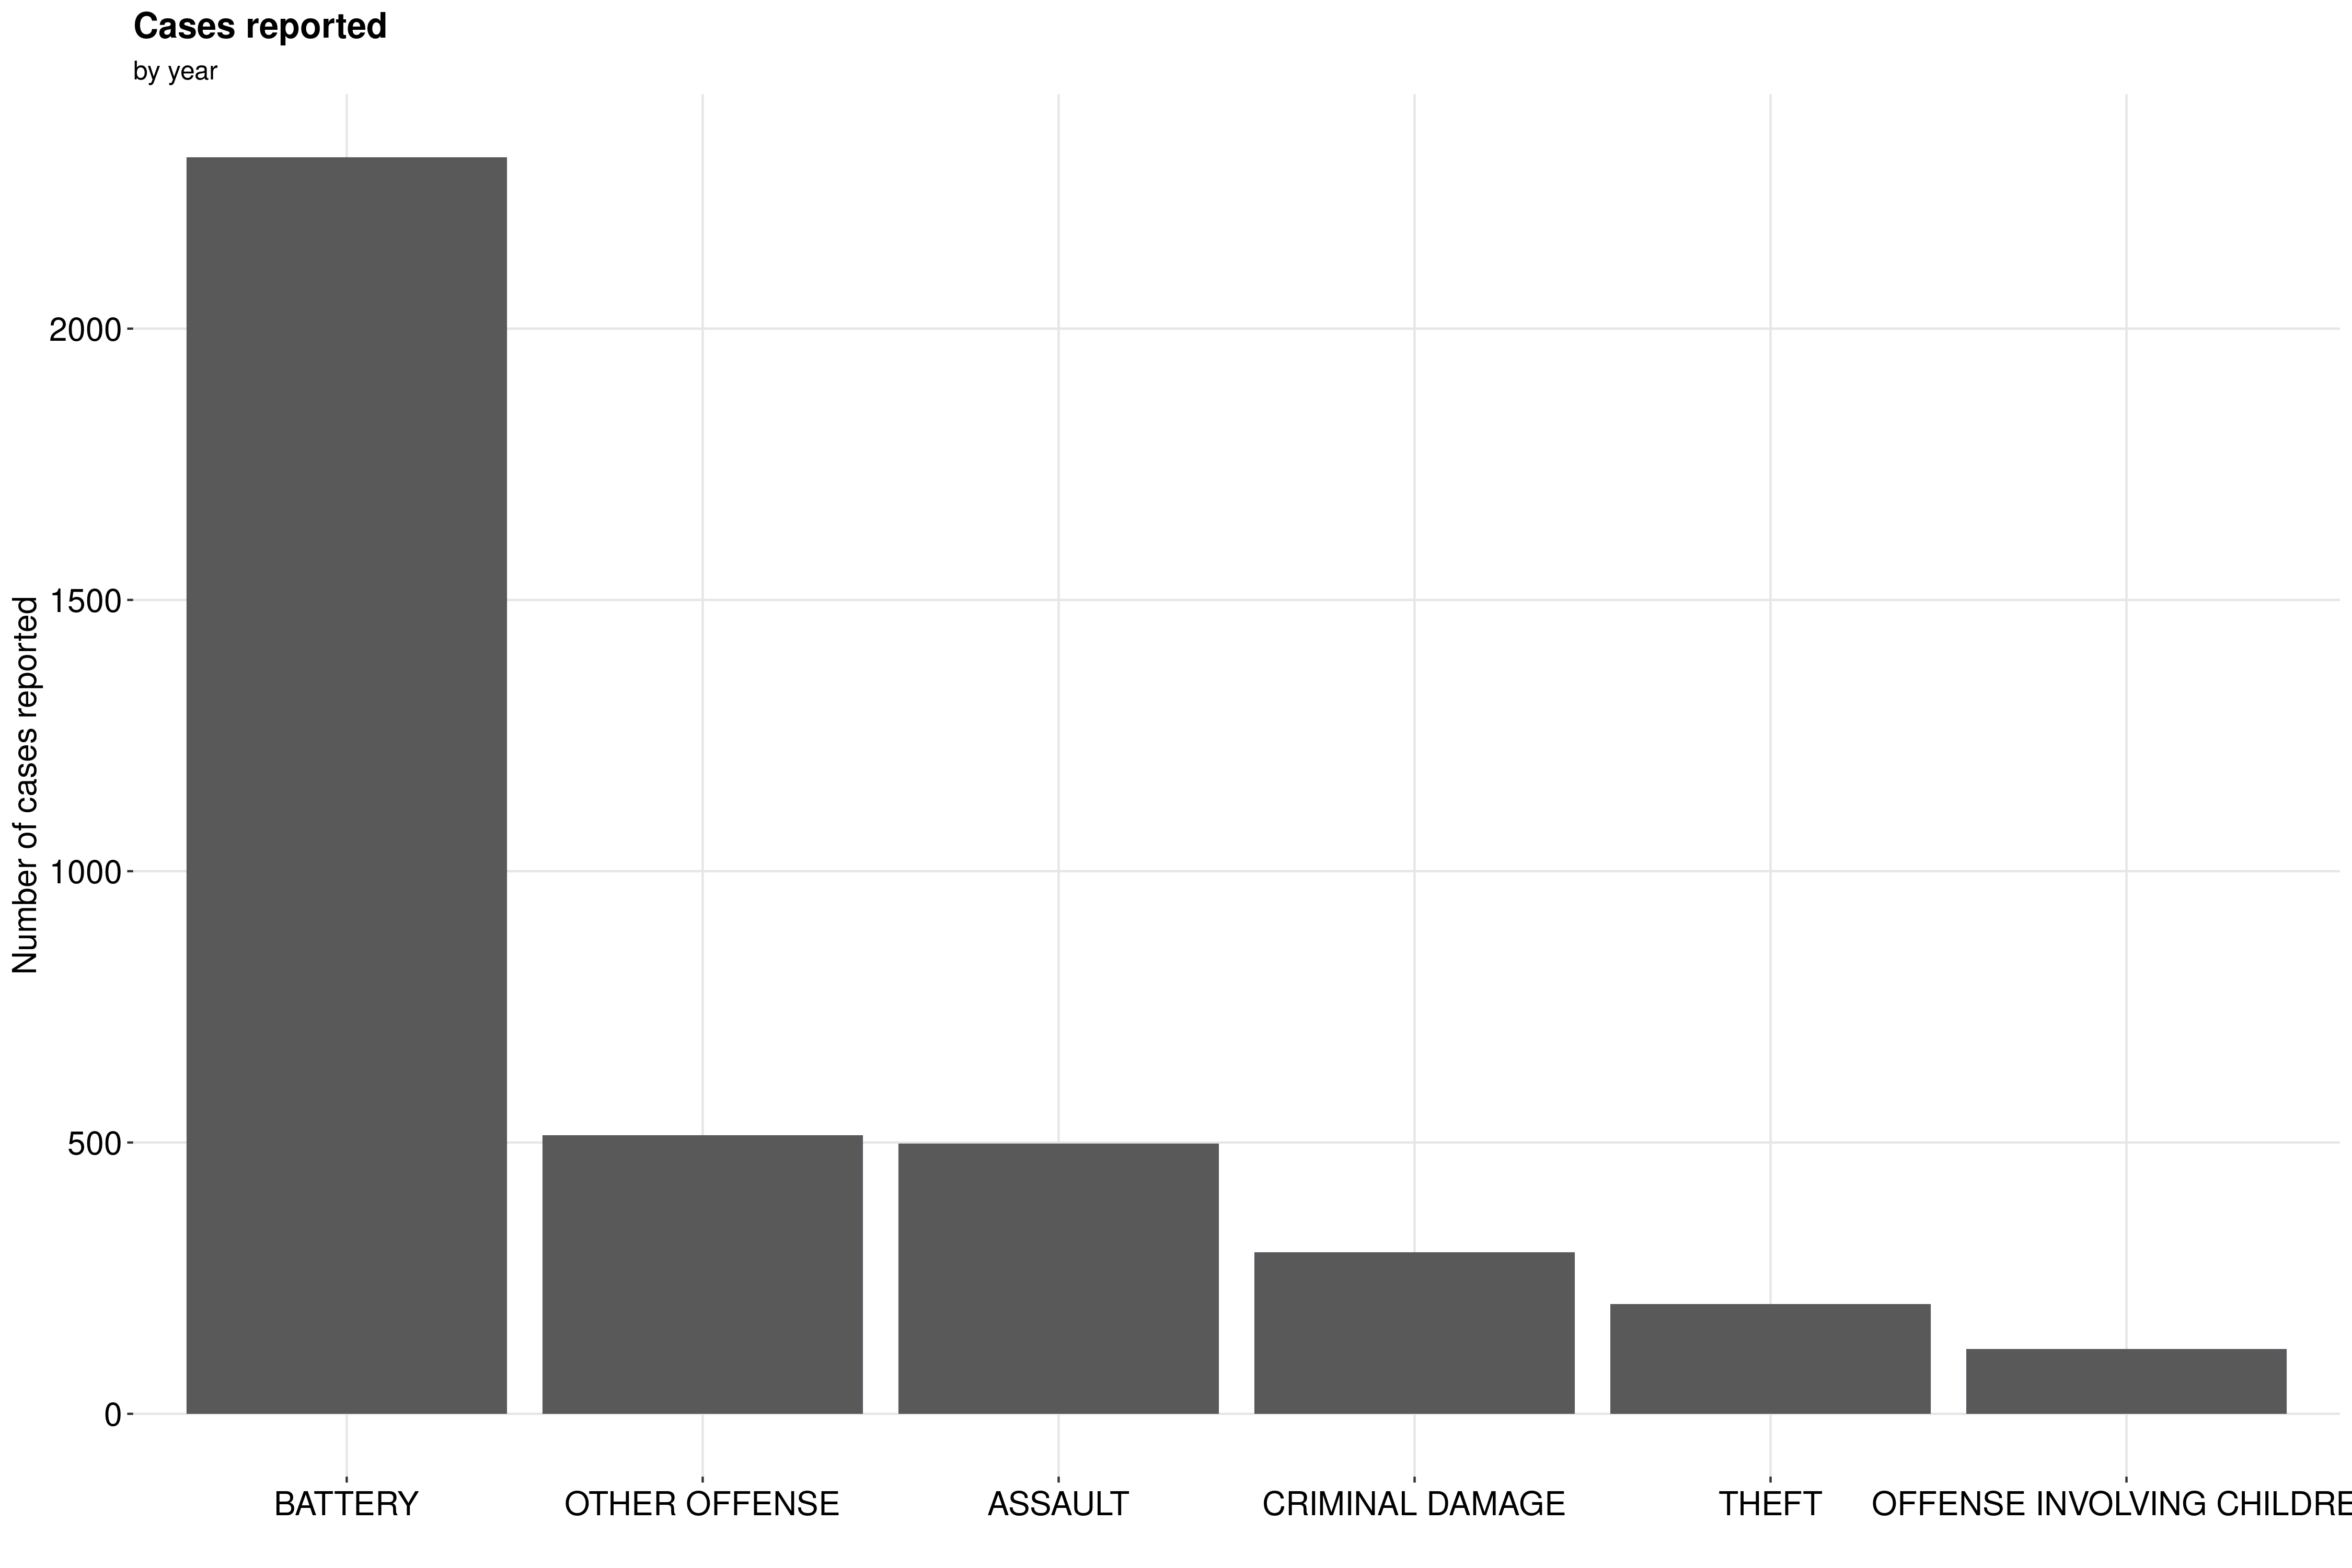 Cases reported
by year
Number of cases reported
2000
1500
1000
500
0
BATTERY OTHER OFFENSE ASSAULT CRIMINAL DAMAGE THEFT OFFENSE INVOLVING CHILDRE